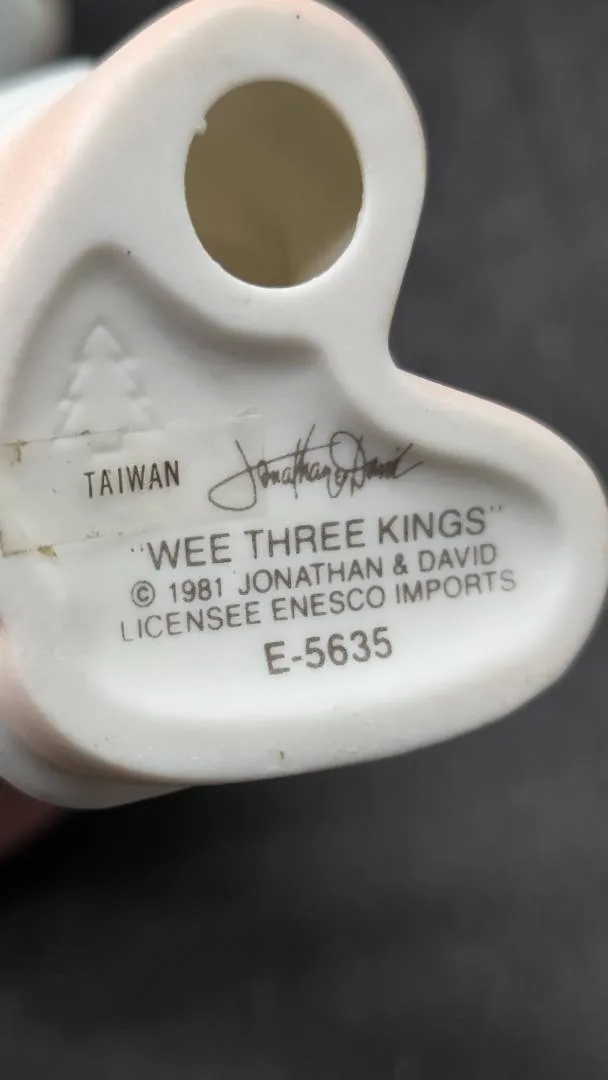 TAIWAN
Jonathan & David
"WEE THREE KINGS"
© 1981 JONATHAN & DAVID
LICENSEE ENESCO IMPORTS
E-5635